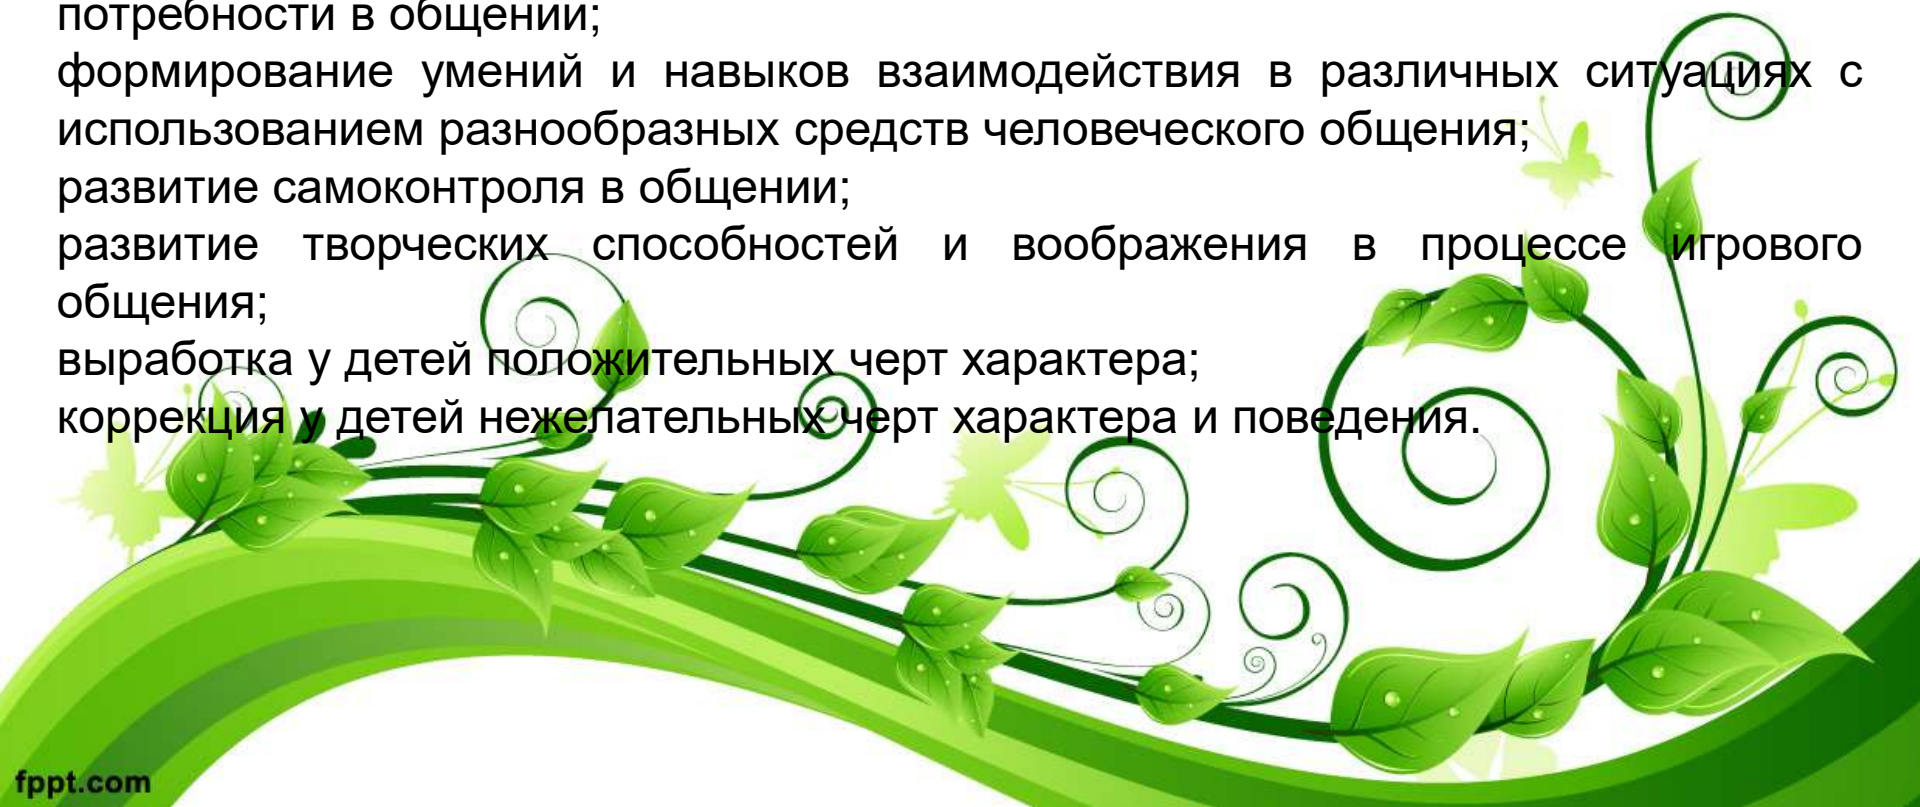 потребности в общении;
формирование умений и навыков взаимодействия в различных ситуациях с
использованием разнообразных средств человеческого общения;
развитие самоконтроля в общении;
развитие творческих способностей и воображения в процессе игрового
общения;
выработка у детей положительных черт характера;
коррекция у детей нежелательных черт характера и поведения.
fppt.com